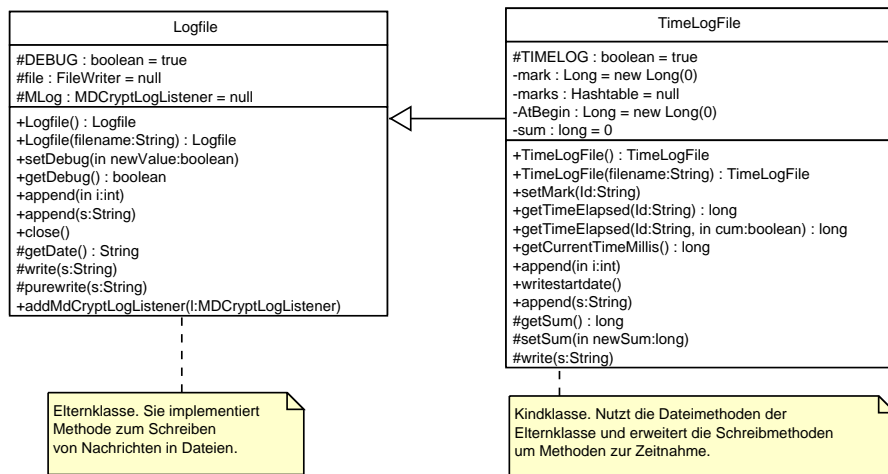 Logfile
#DEBUG : boolean = true
#file : FileWriter = null
#MLog : MDCryptLogListener = null
+Logfile() : Logfile
+Logfile(filename:String) : Logfile
+setDebug(in newValue:boolean)
+getDebug() : boolean
+append(in i:int)
+append(s:String)
+close()
#getDate() : String
#write(s:String)
#purewrite(s:String)
+addMdCryptLogListener(l:MDCryptLogListener)
Elternklasse. Sie implementiert
Methode zum Schreiben
von Nachrichten in Dateien.
TimeLogFile
#TIMELOG : boolean = true
-mark : Long = new Long(0)
-marks : Hashtable = null
-AtBegin : Long = new Long(0)
-sum : long = 0
+TimeLogFile() : TimeLogFile
+TimeLogFile(filename:String) : TimeLogFile
+setMark(Id:String)
+getTimeElapsed(Id:String) : long
+getTimeElapsed(Id:String, in cum:boolean) : long
+getCurrentTimeMillis() : long
+append(in i:int)
+writestartdate()
+append(s:String)
#getSum() : long
#setSum(in newSum:long)
#write(s:String)
Kindklasse. Nutzt die Dateimethoden der
Elternklasse und erweitert die Schreibmethoden
um Methoden zur Zeitnahme.